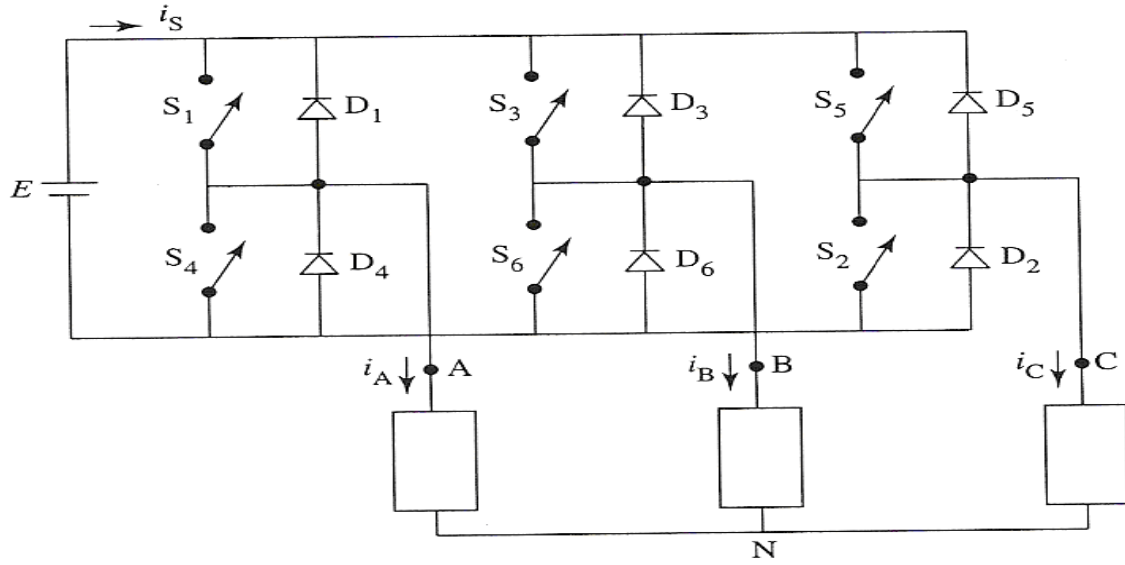 iS
S1 D1 S3 D3 S5 D5
E
S4 D4 S6 D6 S2 D2
iA A iB B iC C
N